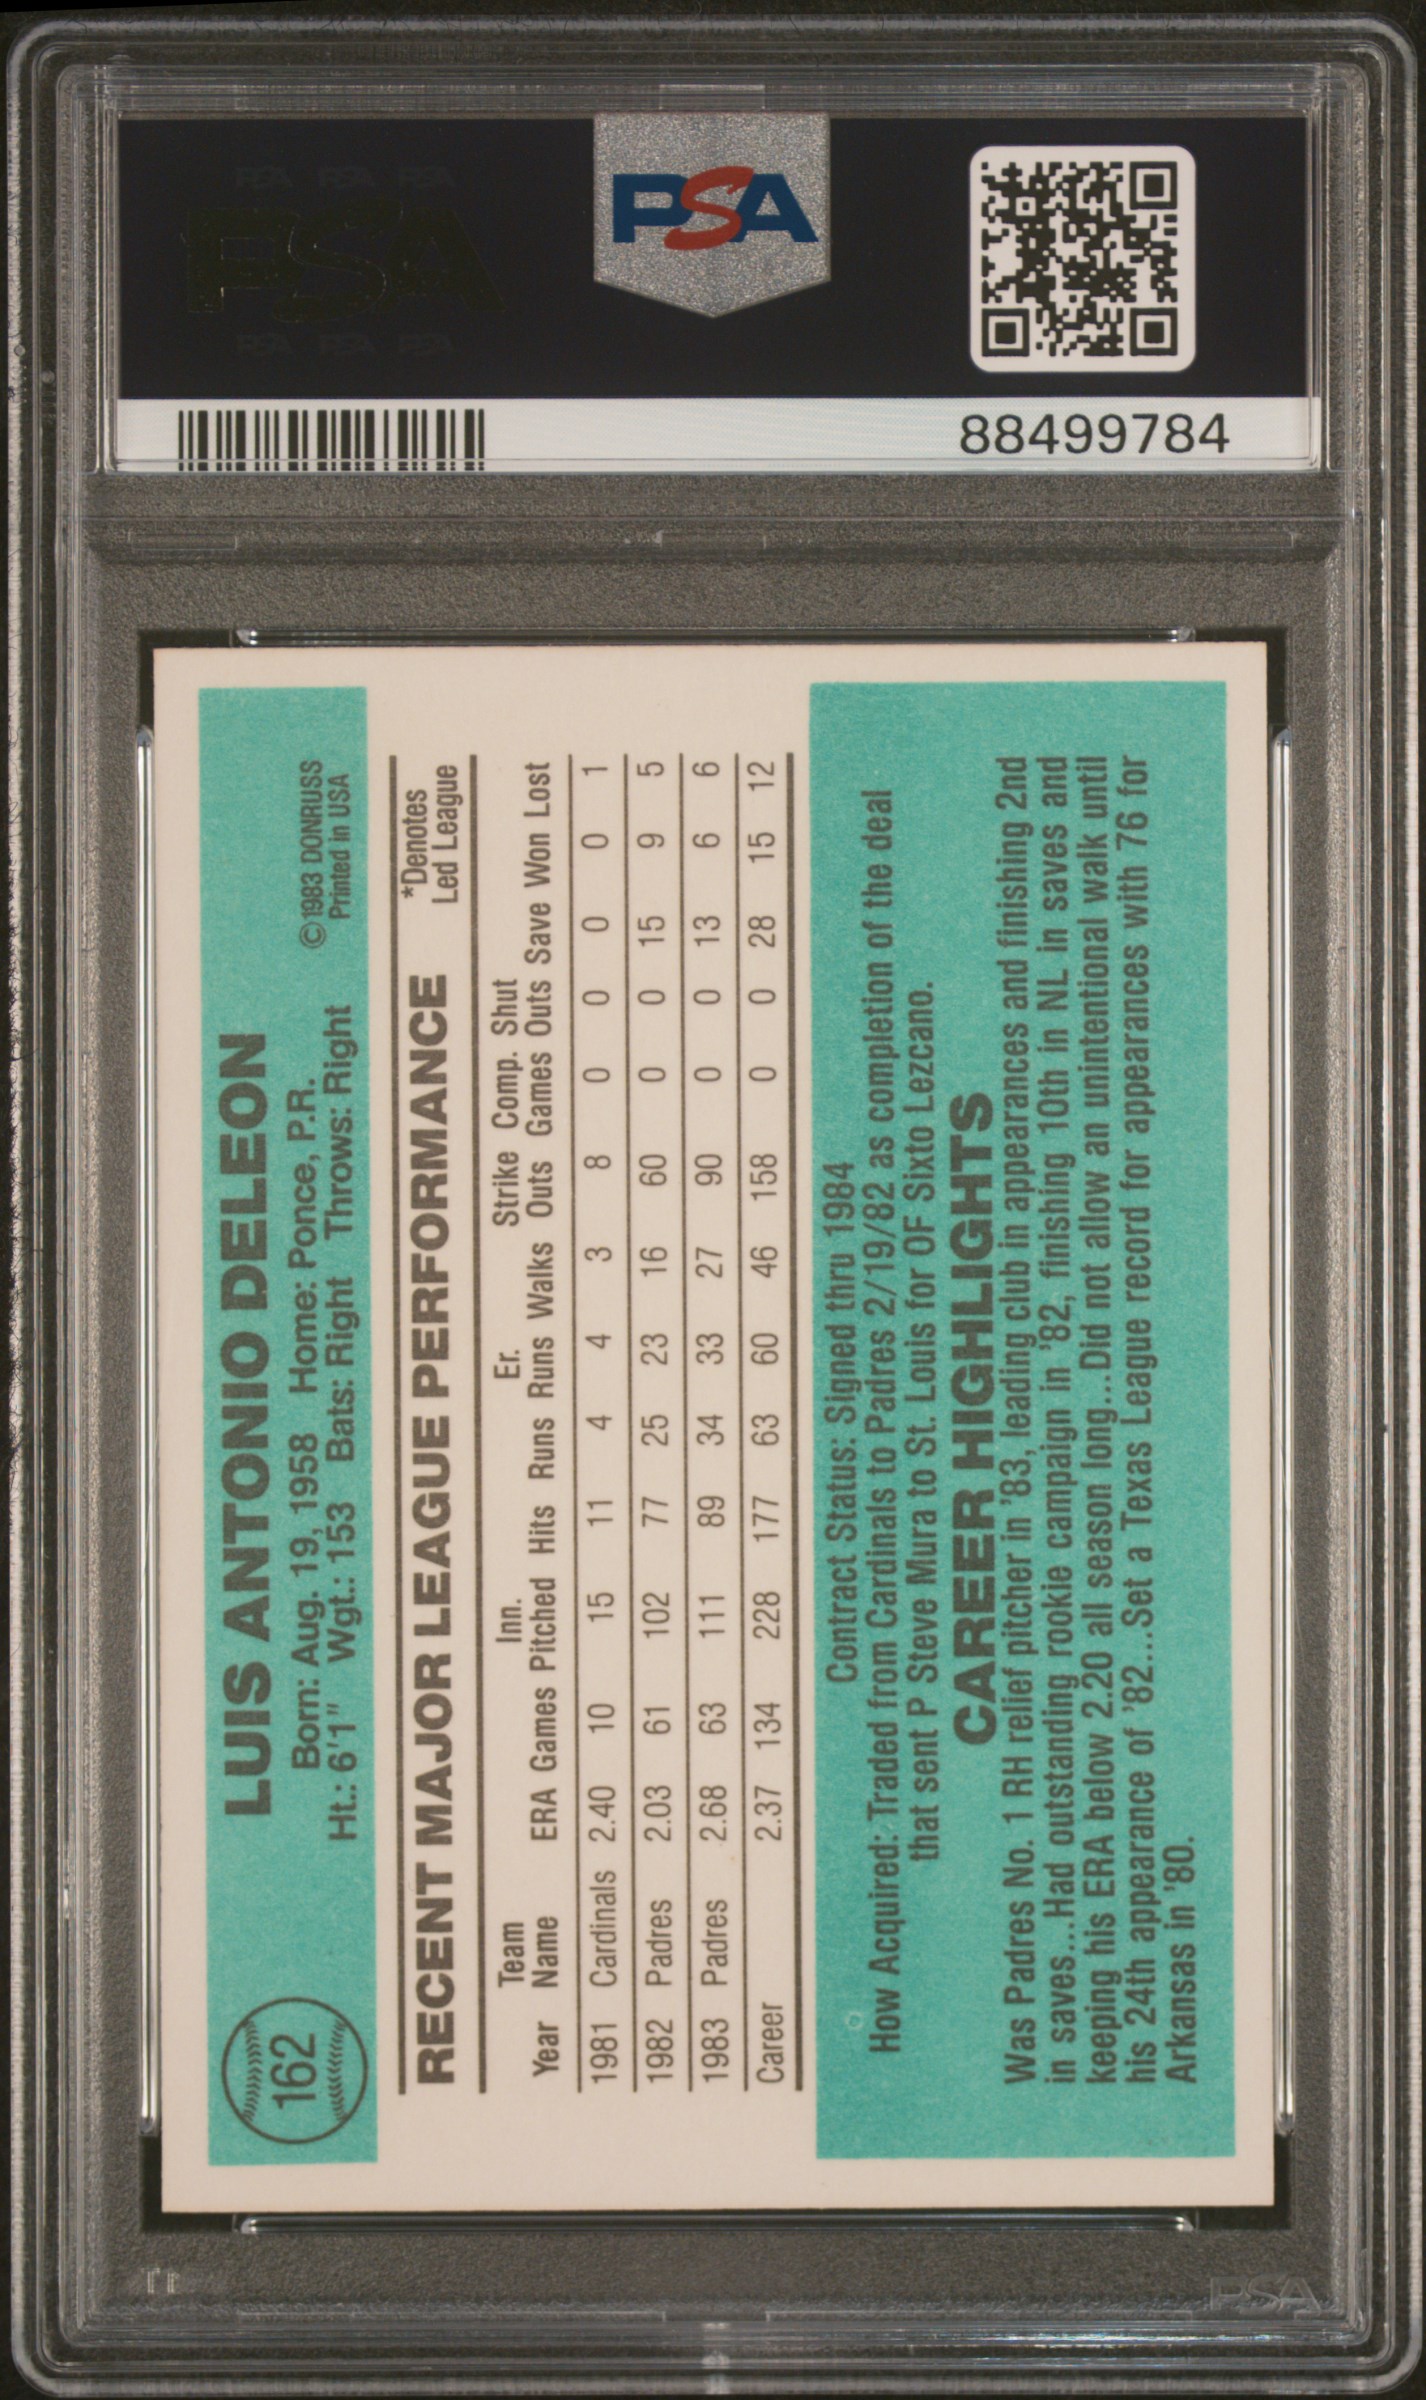 PSA PSA PSA
PSA
PSA PSA PSA
PSA
88499784
162
LUIS ANTONIO DELEON
Born: Aug. 19, 1958 Home: Ponce, P.R. ©1983 DONRUSS
Ht.: 6'1" Wgt.: 153 Bats: Right Throws: Right Printed in USA
RECENT MAJOR LEAGUE PERFORMANCE *Denotes Led League
Team Inn. Er. Strike Comp. Shut
Year Name ERA Games Pitched Hits Runs Runs Walks Outs Games Outs Save Won Lost
1981 Cardinals 2.40 10 15 11 4 4 3 8 0 0 0 0 1
1982 Padres 2.03 61 102 77 25 23 16 60 0 0 15 9 5
1983 Padres 2.68 63 111 89 34 33 27 90 0 0 13 6 6
Career 2.37 134 228 177 63 60 46 158 0 0 28 15 12
Contract Status: Signed thru 1984
How Acquired: Traded from Cardinals to Padres 2/19/82 as completion of the deal
that sent P Steve Mura to St. Louis for OF Sixto Lezcano.
CAREER HIGHLIGHTS
Was Padres No. 1 RH relief pitcher in '83, leading club in appearances and finishing 2nd
in saves...Had outstanding rookie campaign in '82, finishing 10th in NL in saves and
keeping his ERA below 2.20 all season long...Did not allow an unintentional walk until
his 24th appearance of '82...Set a Texas League record for appearances with 76 for
Arkansas in '80.
PSA